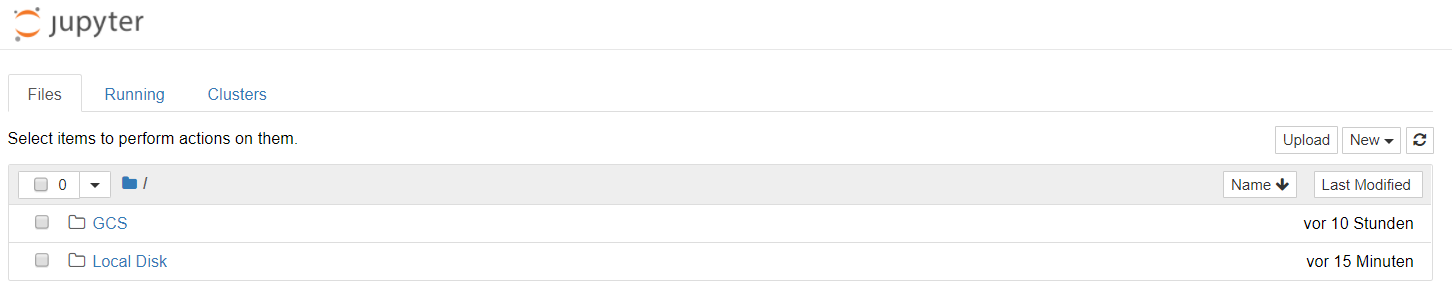 jupyter
Files Running Clusters
Select items to perform actions on them.
Upload New
0 / Name Last Modified
GCS vor 10 Stunden
Local Disk vor 15 Minuten